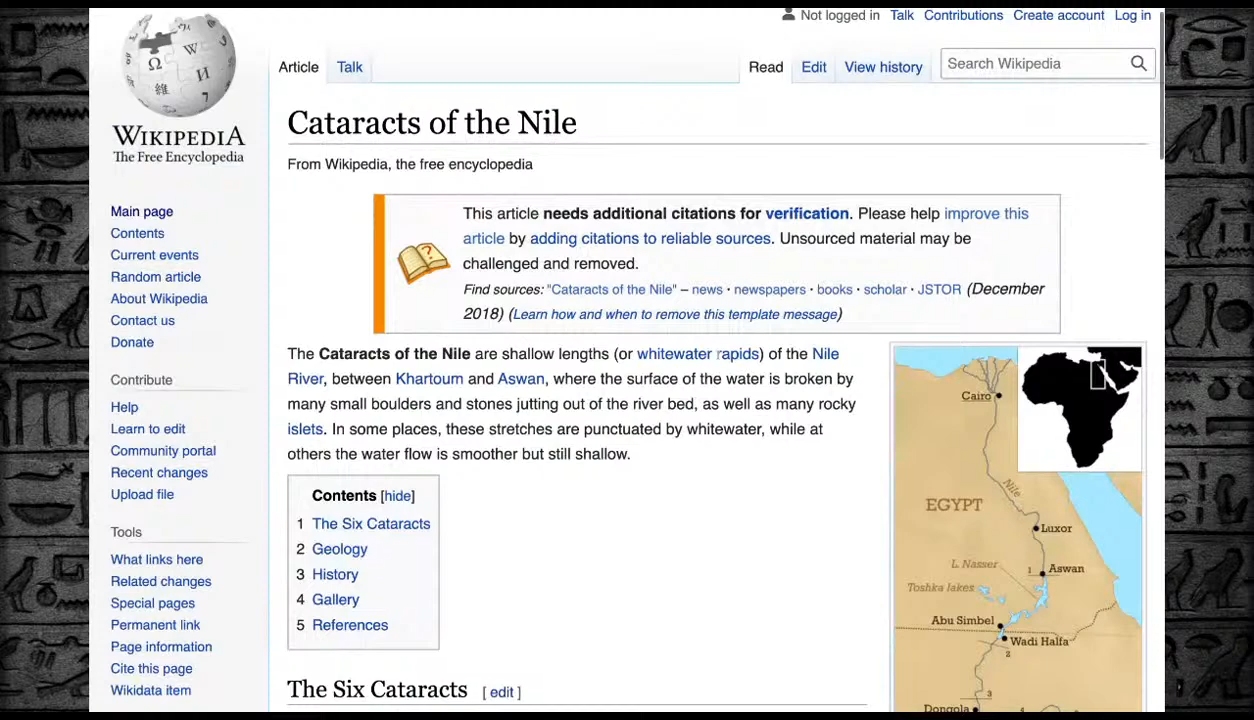 Not logged in Talk Contributions Create account Log in
Article Talk Read Edit View history Search Wikipedia
WIKIPEDIA
The Free Encyclopedia
Main page
Contents
Current events
Random article
About Wikipedia
Contact us
Donate
Contribute
Help
Learn to edit
Community portal
Recent changes
Upload file
Tools
What links here
Related changes
Special pages
Permanent link
Page information
Cite this page
Wikidata item
Cataracts of the Nile
From Wikipedia, the free encyclopedia
This article needs additional citations for verification. Please help improve this
article by adding citations to reliable sources. Unsourced material may be
challenged and removed.
Find sources: "Cataracts of the Nile" – news · newspapers · books · scholar · JSTOR (December
2018) (Learn how and when to remove this template message)
The Cataracts of the Nile are shallow lengths (or whitewater rapids) of the Nile
River, between Khartoum and Aswan, where the surface of the water is broken by
many small boulders and stones jutting out of the river bed, as well as many rocky
islets. In some places, these stretches are punctuated by whitewater, while at
others the water flow is smoother but still shallow.
Contents [hide]
1 The Six Cataracts
2 Geology
3 History
4 Gallery
5 References
The Six Cataracts [ edit ]
Cairo
Nile
EGYPT
Luxor
L. Nasser
1 Aswan
Toshka lakes
Abu Simbel
Wadi Halfa
2
3
Dongola 4